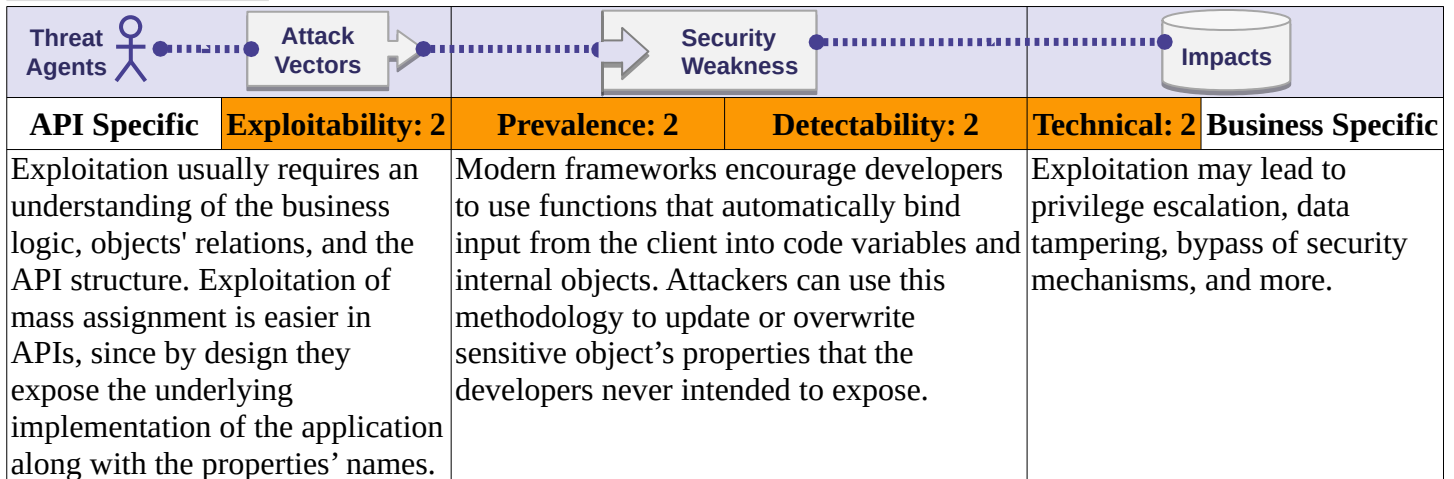 Threat
Agents
Attack
Vectors
Security
Weakness
Impacts
API Specific
Exploitability: 2
Prevalence: 2
Detectability: 2
Technical: 2
Business Specific
Exploitation usually requires an
understanding of the business
logic, objects' relations, and the
API structure. Exploitation of
mass assignment is easier in
APIs, since by design they
expose the underlying
implementation of the application
along with the properties’ names.
Modern frameworks encourage developers
to use functions that automatically bind
input from the client into code variables and
internal objects. Attackers can use this
methodology to update or overwrite
sensitive object’s properties that the
developers never intended to expose.
Exploitation may lead to
privilege escalation, data
tampering, bypass of security
mechanisms, and more.